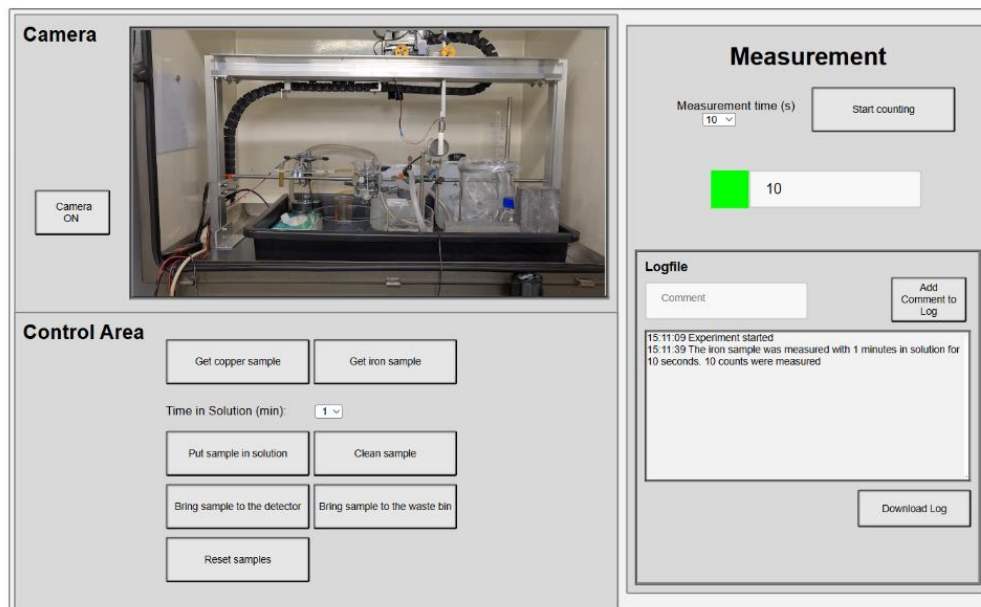 Camera
Camera
ON
Control Area
Get copper sample
Get iron sample
Time in Solution (min):
1
Put sample in solution
Clean sample
Bring sample to the detector
Bring sample to the waste bin
Reset samples
Measurement
Measurement time (s)
10
Start counting
10
Logfile
Comment
Add
Comment to
Log
15:11:09 Experiment started
15:11:39 The iron sample was measured with 1 minutes in solution for
10 seconds. 10 counts were measured
Download Log